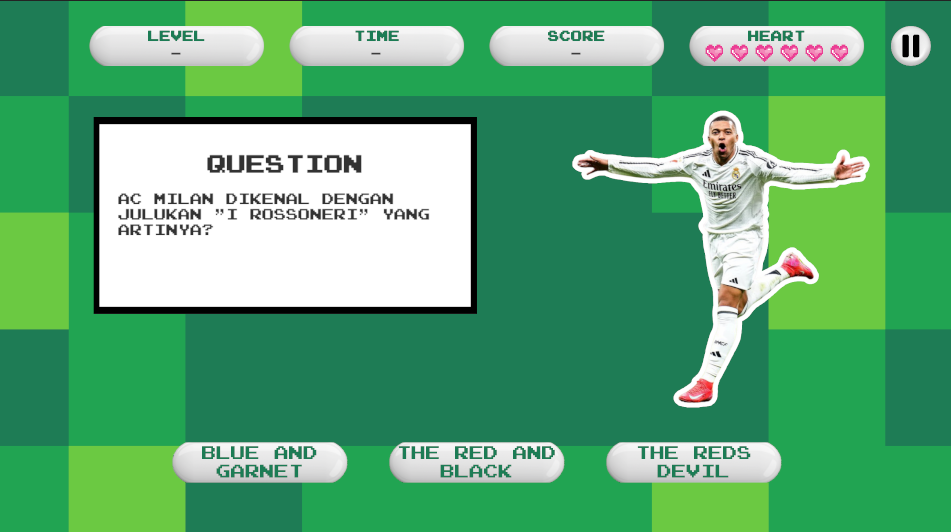 LEVEL
-
TIME
-
SCORE
-
HEART
QUESTION
AC MILAN DIKENAL DENGAN
JULUKAN ”I ROSSONERI” YANG
ARTINYA?
Emirates
BLUE AND
GARNET
THE RED AND
BLACK
THE REDS
DEVIL